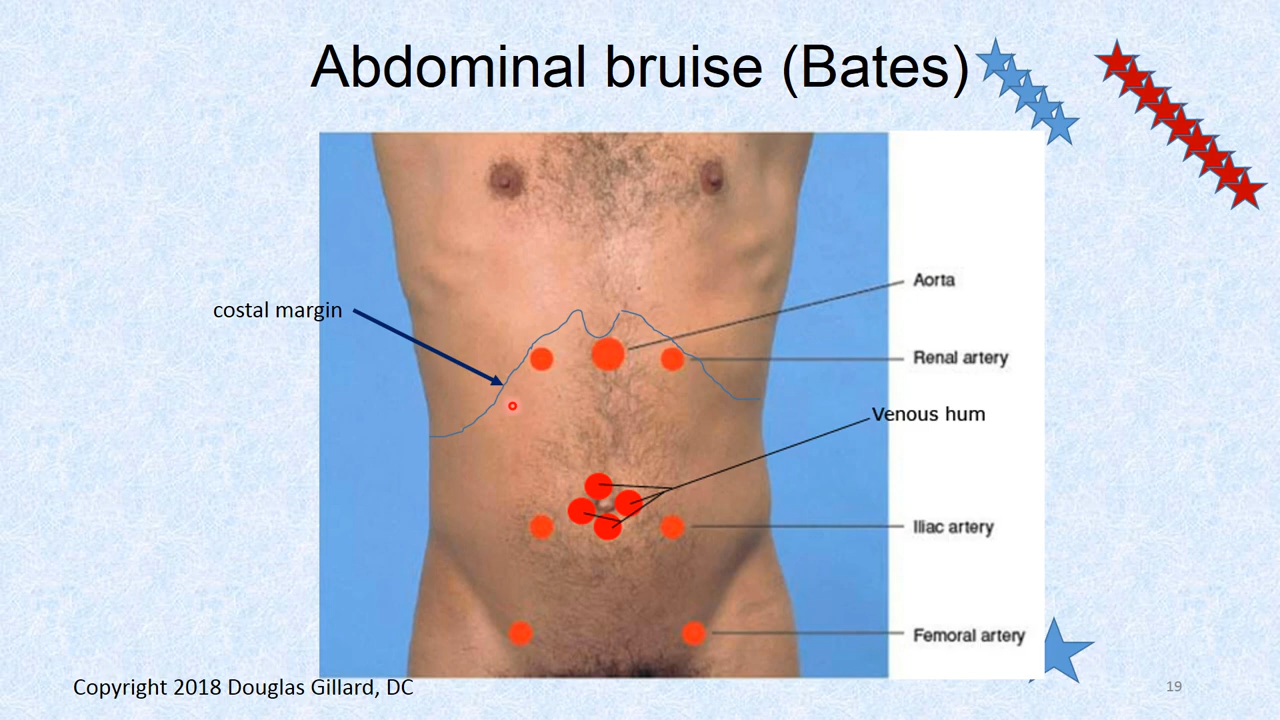 Abdominal bruise (Bates)
Aorta
costal margin
Renal artery
Venous hum
Iliac artery
Femoral artery
Copyright 2018 Douglas Gillard, DC
19